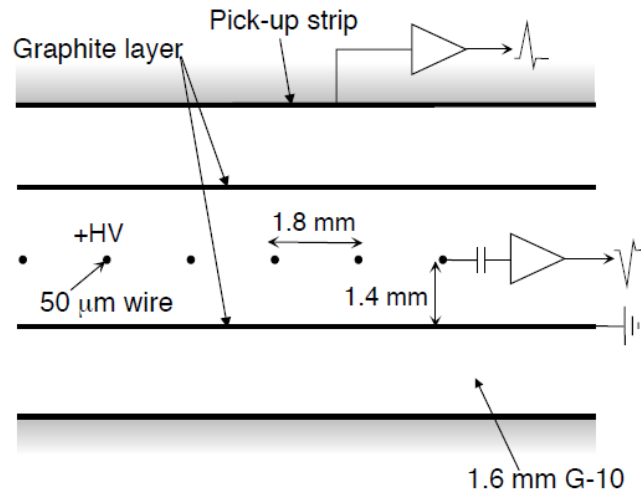 Pick-up strip
Graphite layer
1.8 mm
+HV
50 μm wire
1.4 mm
1.6 mm G-10